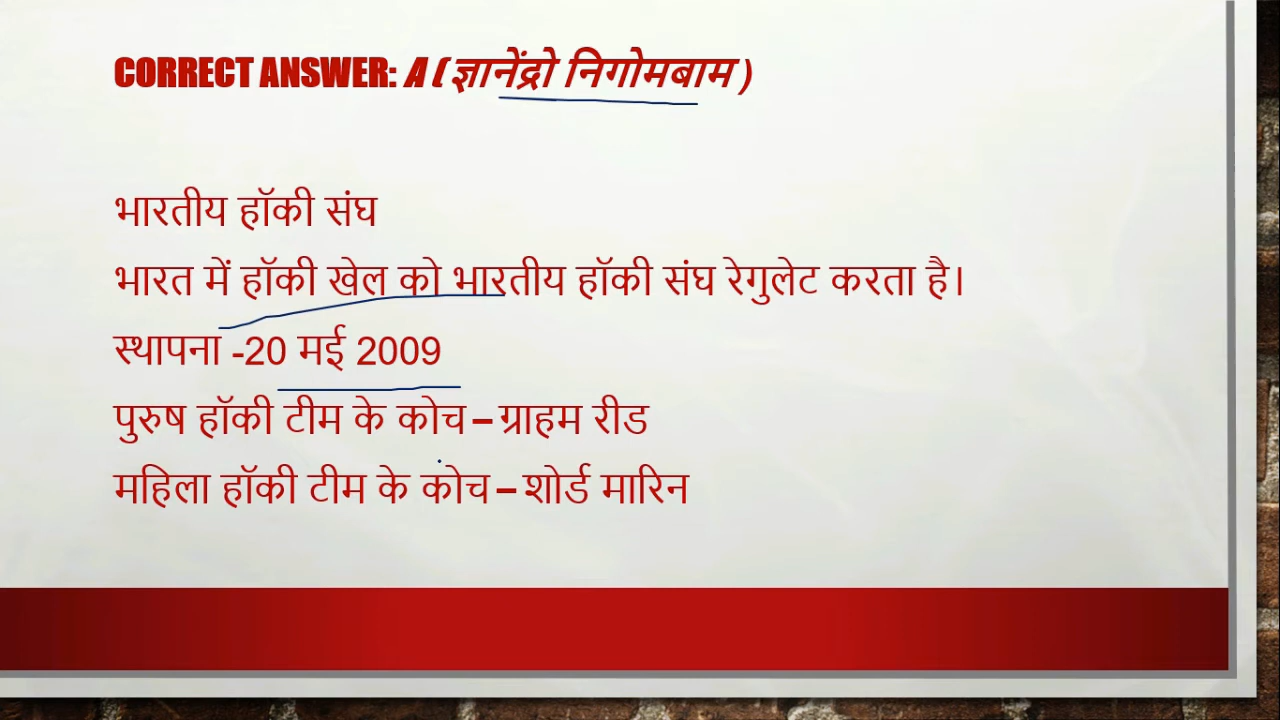 CORRECT ANSWER: A ( ज्ञानेंद्रो निगोमबाम )
भारतीय हॉकी संघ
भारत में हॉकी खेल को भारतीय हॉकी संघ रेगुलेट करता है।
स्थापना -20 मई 2009
पुरुष हॉकी टीम के कोच – ग्राहम रीड
महिला हॉकी टीम के कोच – शोर्ड मारिन